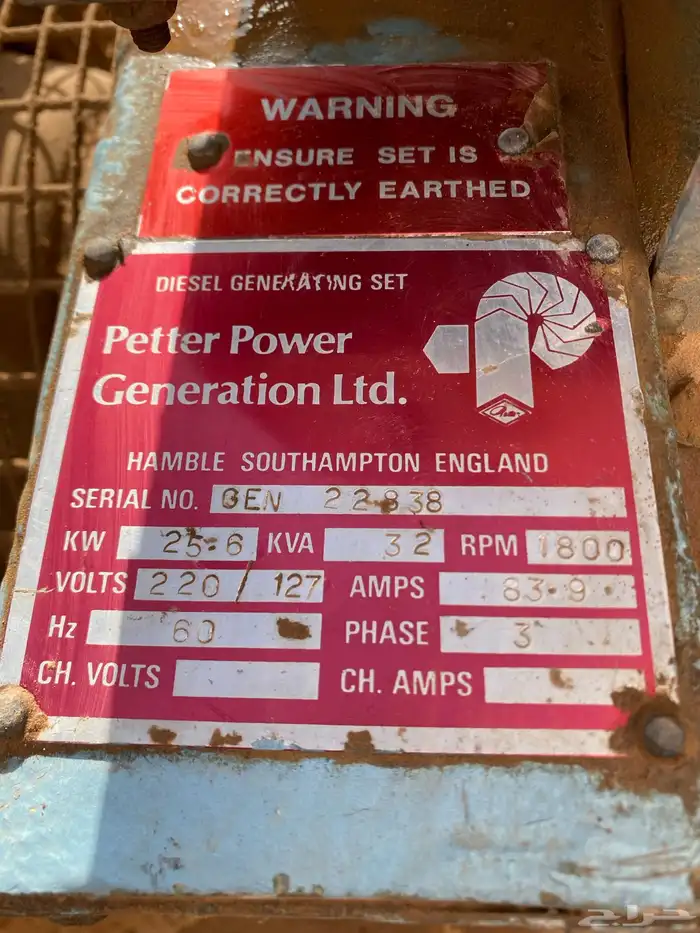 WARNING
ENSURE SET IS
CORRECTLY EARTHED
DIESEL GENERATING SET
Petter Power
Generation Ltd.
HAMBLE SOUTHAMPTON ENGLAND
SERIAL NO. GEN 22838
KW 25.6 KVA 32 RPM 1800
VOLTS 220 / 127 AMPS 83.9
Hz 60 PHASE 3
CH. VOLTS CH. AMPS
حراج